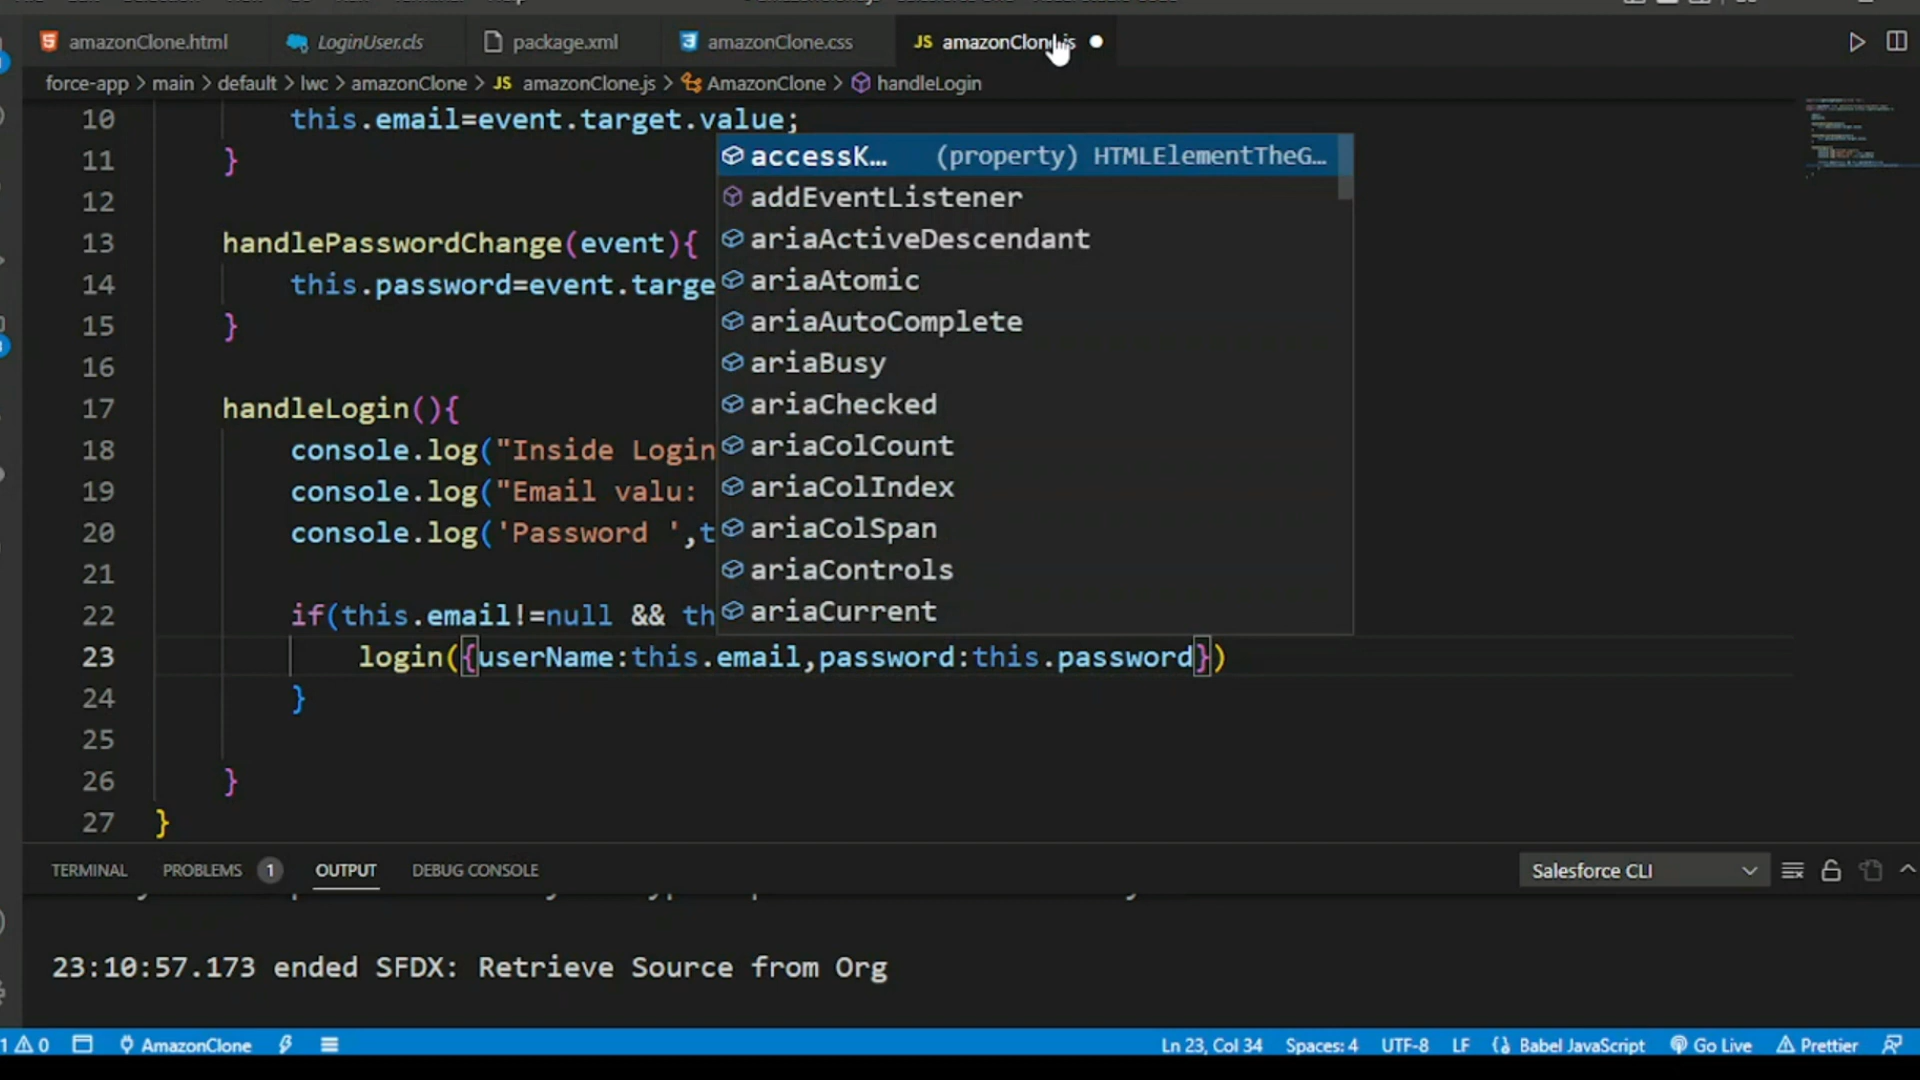 amazonClone.html
LoginUser.cls
package.xml
amazonClone.css
JS amazonClon js
force-app > main > default > lwc > amazonClone > JS amazonClone.js > AmazonClone > handleLogin
10 this.email=event.target.value;
11 }
12
13 handlePasswordChange(event){
14 this.password=event.targe
15 }
16
17 handleLogin(){
18 console.log("Inside Login
19 console.log("Email valu:
20 console.log('Password ',t
21
22 if(this.email!=null && th
23 login({userName:this.email,password:this.password})
24 }
25
26 }
27 }
accessK... (property) HTMLElementTheG...
addEventListener
ariaActiveDescendant
ariaAtomic
ariaAutoComplete
ariaBusy
ariaChecked
ariaColCount
ariaColIndex
ariaColSpan
ariaControls
ariaCurrent
TERMINAL PROBLEMS 1 OUTPUT DEBUG CONSOLE Salesforce CLI
23:10:57.173 ended SFDX: Retrieve Source from Org
1 0 AmazonClone Ln 23, Col 34 Spaces: 4 UTF-8 LF Babel JavaScript Go Live Prettier